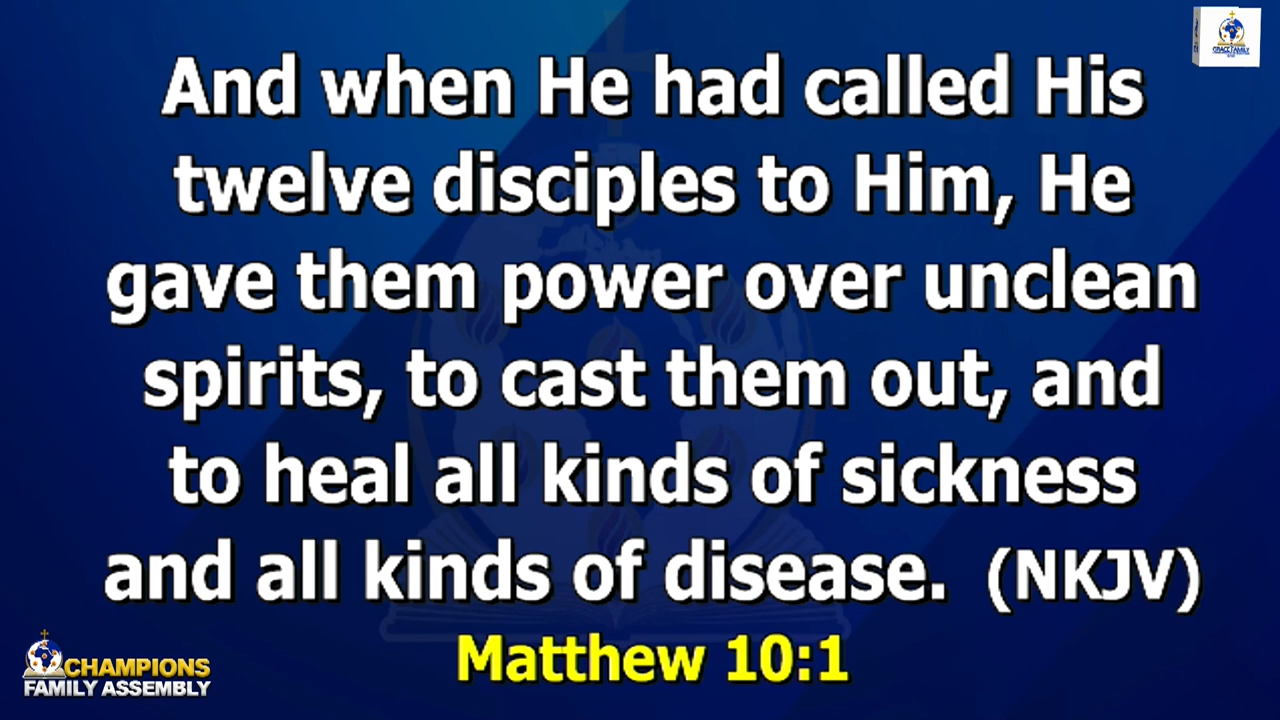 And when He had called His
twelve disciples to Him, He
gave them power over unclean
spirits, to cast them out, and
to heal all kinds of sickness
and all kinds of disease. (NKJV)
Matthew 10:1
CHAMPIONS
FAMILY ASSEMBLY
GRACE FAMILY